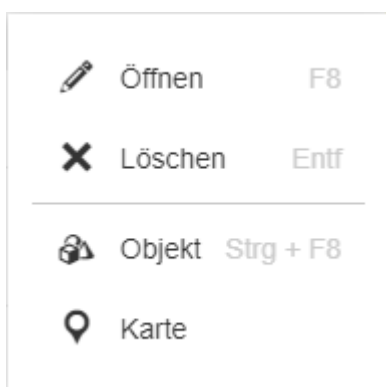 Öffnen F8
Löschen Entf
Objekt Strg + F8
Karte